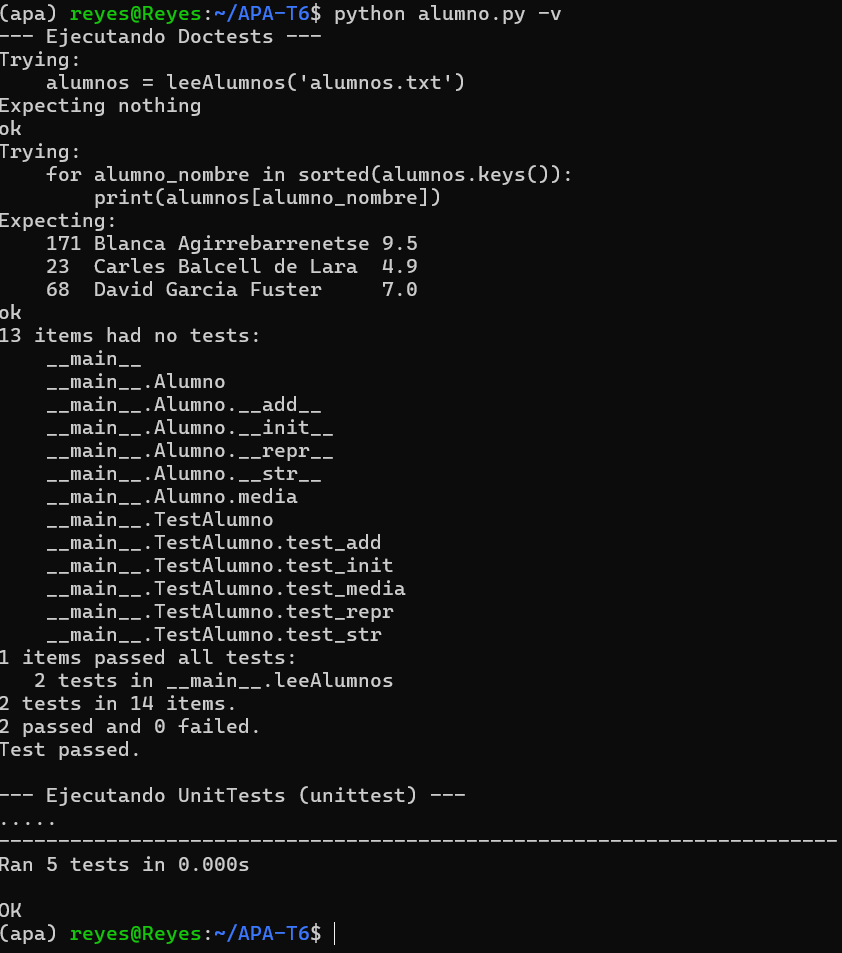 (apa) reyes@Reyes:~/APA-T6$ python alumno.py -v
--- Ejecutando Doctests ---
Trying:
    alumnos = leeAlumnos('alumnos.txt')
Expecting nothing
ok
Trying:
    for alumno_nombre in sorted(alumnos.keys()):
        print(alumnos[alumno_nombre])
Expecting:
    171 Blanca Agirrebarrenetse 9.5
    23  Carles Balcell de Lara  4.9
    68  David Garcia Fuster     7.0
ok
13 items had no tests:
    __main__
    __main__.Alumno
    __main__.Alumno.__add__
    __main__.Alumno.__init__
    __main__.Alumno.__repr__
    __main__.Alumno.__str__
    __main__.Alumno.media
    __main__.TestAlumno
    __main__.TestAlumno.test_add
    __main__.TestAlumno.test_init
    __main__.TestAlumno.test_media
    __main__.TestAlumno.test_repr
    __main__.TestAlumno.test_str
1 items passed all tests:
   2 tests in __main__.leeAlumnos
2 tests in 14 items.
2 passed and 0 failed.
Test passed.

--- Ejecutando UnitTests (unittest) ---
.....
----------------------------------------------------------------------
Ran 5 tests in 0.000s

OK
(apa) reyes@Reyes:~/APA-T6$